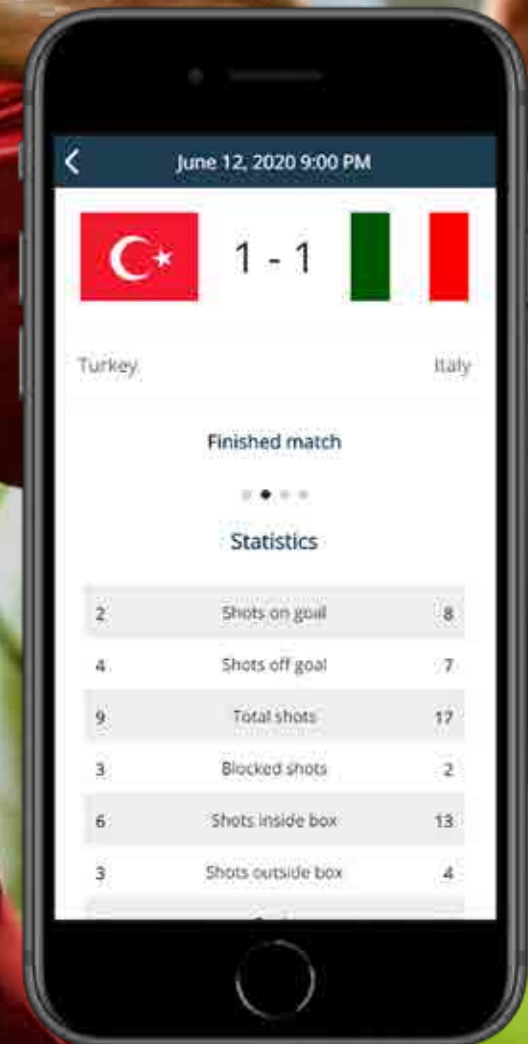 June 12, 2020 9:00 PM
1 - 1
Turkey Italy
Finished match
Statistics
2 Shots on goal 8
4 Shots off goal 7
9 Total shots 17
3 Blocked shots 2
6 Shots inside box 13
3 Shots outside box 4